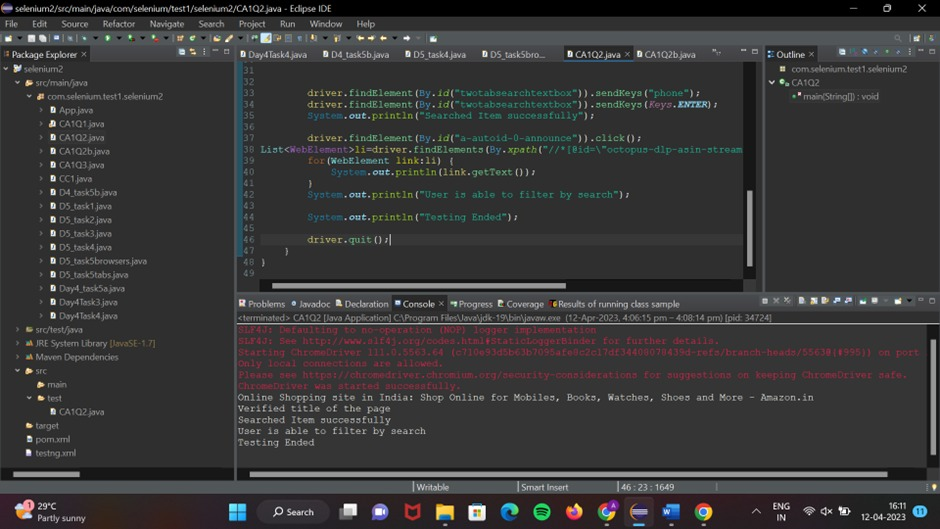 selenium2/src/main/java/com/selenium/test1/selenium2/CA1Q2.java - Eclipse IDE
File Edit Source Refactor Navigate Search Project Run Window Help
Package Explorer
selenium2
src/main/java
com.selenium.test1.selenium2
App.java
CA1Q1.java
CA1Q2.java
CA1Q2b.java
CA1Q3.java
CC1.java
D4_task5b.java
D5_task1.java
D5_task2.java
D5_task3.java
D5_task4.java
D5_task5browsers.java
D5_task5tabs.java
Day4_task5a.java
Day4Task3.java
Day4Task4.java
src/test/java
JRE System Library [JavaSE-1.7]
Maven Dependencies
src
main
test
CA1Q2.java
target
pom.xml
testng.xml
Day4Task4.java D4_task5b.java D5_task4.java D5_task5bro... CA1Q2.java CA1Q2b.java
31
32
33 driver.findElement(By.id("twotabsearchtextbox")).sendKeys("phone");
34 driver.findElement(By.id("twotabsearchtextbox")).sendKeys(Keys.ENTER);
35 System.out.println("Searched Item successfully");
36
37 driver.findElement(By.id("a-autoid-0-announce")).click();
38 List<WebElement>li=driver.findElements(By.xpath("//*[@id=\"octopus-dlp-asin-stream
39 for(WebElement link:li) {
40 System.out.println(link.getText());
41 }
42 System.out.println("User is able to filter by search");
43
44 System.out.println("Testing Ended");
45
46 driver.quit();
47 }
48 }
49
Outline
com.selenium.test1.selenium2
CA1Q2
main(String[]) : void
Problems Javadoc Declaration Console Progress Coverage Results of running class sample
<terminated> CA1Q2 [Java Application] C:\Program Files\Java\jdk-19\bin\javaw.exe (12-Apr-2023, 4:06:15 pm – 4:08:14 pm) [pid: 34724]
SLF4J: Defaulting to no-operation (NOP) logger implementation
SLF4J: See http://www.slf4j.org/codes.html#StaticLoggerBinder for further details.
Starting ChromeDriver 111.0.5563.64 (c710e93d5b63b7095afe8c2c17df34408078439d-refs/branch-heads/5563@{#995}) on port
Only local connections are allowed.
Please see https://chromedriver.chromium.org/security-considerations for suggestions on keeping ChromeDriver safe.
ChromeDriver was started successfully.
Online Shopping site in India: Shop Online for Mobiles, Books, Watches, Shoes and More - Amazon.in
Verified title of the page
Searched Item successfully
User is able to filter by search
Testing Ended
Writable Smart Insert 46 : 23 : 1649
29°C
Partly sunny
Search
ENG
IN
16:11
12-04-2023
11